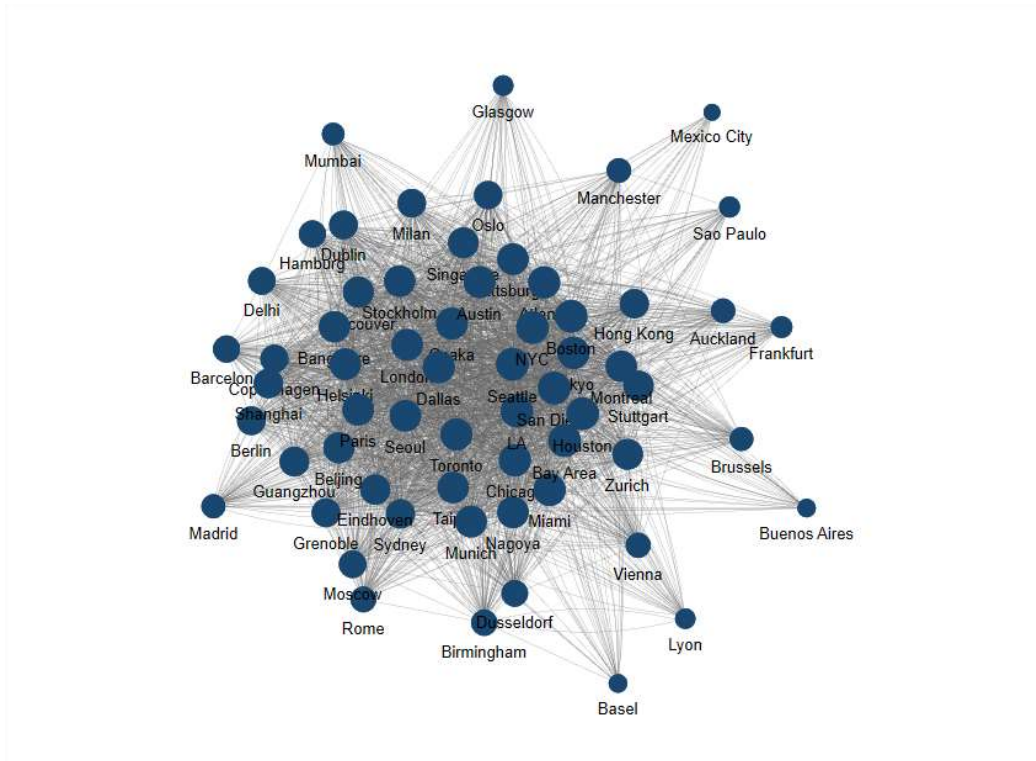 Glasgow
Mexico City
Mumbai
Manchester
Oslo
Milan
Sao Paulo
Dublin
Hamburg
Delhi
Stockholm
Austin
Hong Kong
Auckland
Boston
Frankfurt
NYC
London
Barcelon
Helsinki
Dallas
Seattle
Montreal
Shanghai
Stuttgart
Paris
Seoul
LA
Houston
Berlin
Toronto
Brussels
Bay Area
Beijing
Zurich
Guangzhou
Chicag
Eindhoven
Miami
Madrid
Buenos Aires
Grenoble
Sydney
Nagoya
Munich
Vienna
Moscow
Dusseldorf
Rome
Lyon
Birmingham
Basel